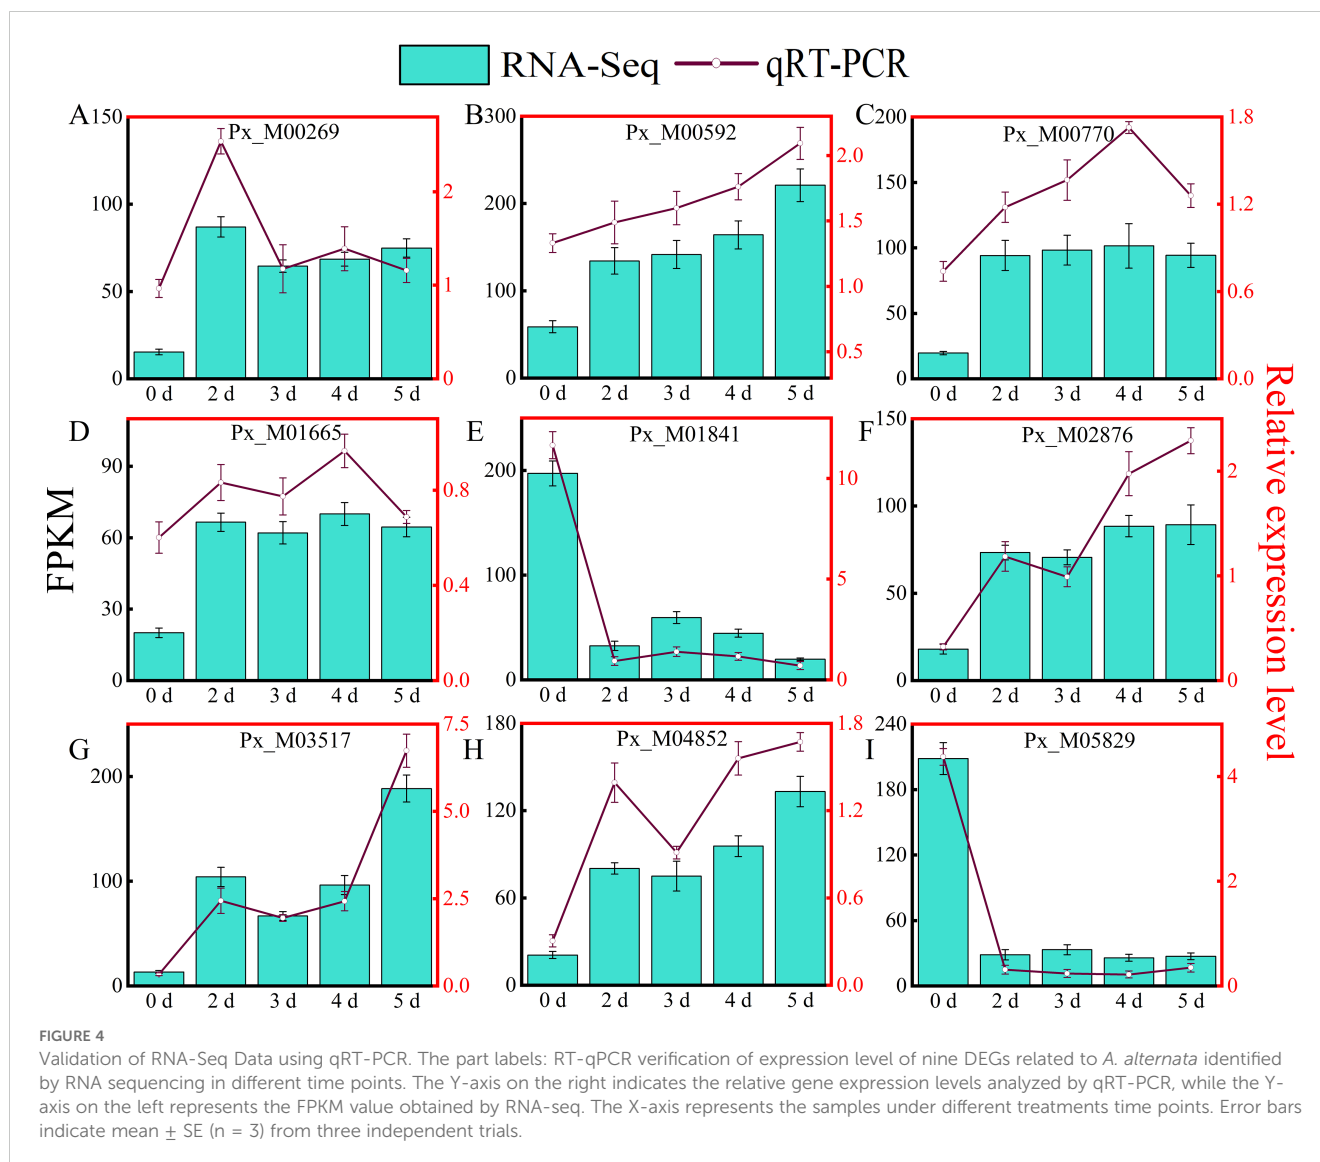 RNA-Seq qRT-PCR
A
Px_M00269
150
100
50
0
2
1
0
0 d 2 d 3 d 4 d 5 d
B
Px_M00592
300
200
100
0
2.0
1.5
1.0
0.5
0 d 2 d 3 d 4 d 5 d
C
Px_M00770
200
150
100
50
0
1.8
1.2
0.6
0.0
0 d 2 d 3 d 4 d 5 d
FPKM
Relative expression level
D
Px_M01665
90
60
30
0
0.8
0.4
0.0
0 d 2 d 3 d 4 d 5 d
E
Px_M01841
200
100
0
10
5
0
0 d 2 d 3 d 4 d 5 d
F
Px_M02876
150
100
50
0
2
1
0
0 d 2 d 3 d 4 d 5 d
G
Px_M03517
200
100
0
7.5
5.0
2.5
0.0
0 d 2 d 3 d 4 d 5 d
H
Px_M04852
180
120
60
0
1.8
1.2
0.6
0.0
0 d 2 d 3 d 4 d 5 d
I
Px_M05829
240
180
120
60
0
4
2
0
0 d 2 d 3 d 4 d 5 d
FIGURE 4
Validation of RNA-Seq Data using qRT-PCR. The part labels: RT-qPCR verification of expression level of nine DEGs related to A. alternata identified
by RNA sequencing in different time points. The Y-axis on the right indicates the relative gene expression levels analyzed by qRT-PCR, while the Y-
axis on the left represents the FPKM value obtained by RNA-seq. The X-axis represents the samples under different treatments time points. Error bars
indicate mean ± SE (n = 3) from three independent trials.